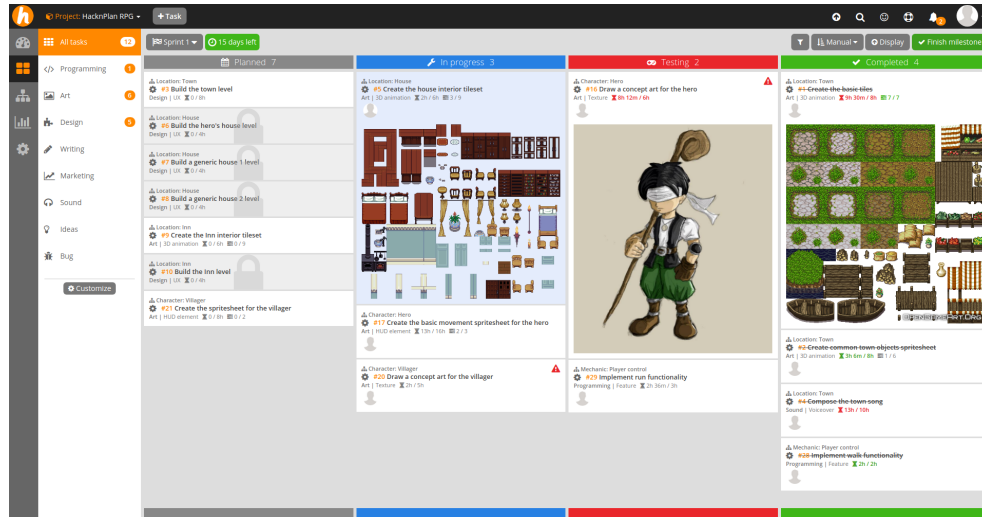 Project: HacknPlan RPG
+ Task
2
All tasks 12
Programming 1
Art 6
Design 5
Writing
Marketing
Sound
Ideas
Bug
Customize
Sprint 1
15 days left
Manual
Display
Finish milestone
Planned 7
Location: Town
#3 Build the town level
Design | UX 0 / 8h
Location: House
#6 Build the hero's house level
Design | UX 0 / 4h
Location: House
#7 Build a generic house 1 level
Design | UX 0 / 4h
Location: House
#8 Build a generic house 2 level
Design | UX 0 / 4h
Location: Inn
#9 Create the Inn interior tileset
Art | 3D animation 0 / 6h 0 / 9
Location: Inn
#10 Build the Inn level
Design | UX 0 / 4h
Character: Villager
#21 Create the spritesheet for the villager
Art | HUD element 0 / 8h 0 / 2
In progress 3
Location: House
#5 Create the house interior tileset
Art | 3D animation 2h / 6h 3 / 9
Character: Hero
#17 Create the basic movement spritesheet for the hero
Art | HUD element 13h / 16h 2 / 3
Character: Villager
#20 Draw a concept art for the villager
Art | Texture 2h / 5h
Testing 2
Character: Hero
#16 Draw a concept art for the hero
Art | Texture 8h 12m / 6h
Mechanic: Player control
#29 Implement run functionality
Programming | Feature 2h 36m / 3h
Completed 4
Location: Town
#1 Create the basic tiles
Art | 3D animation 9h 30m / 8h 7 / 7
Location: Town
#2 Create common town objects spritesheet
Art | 3D animation 3h 6m / 8h 1 / 6
Location: Town
#4 Compose the town song
Sound | Voiceover 13h / 10h
Mechanic: Player control
#28 Implement walk functionality
Programming | Feature 2h / 2h